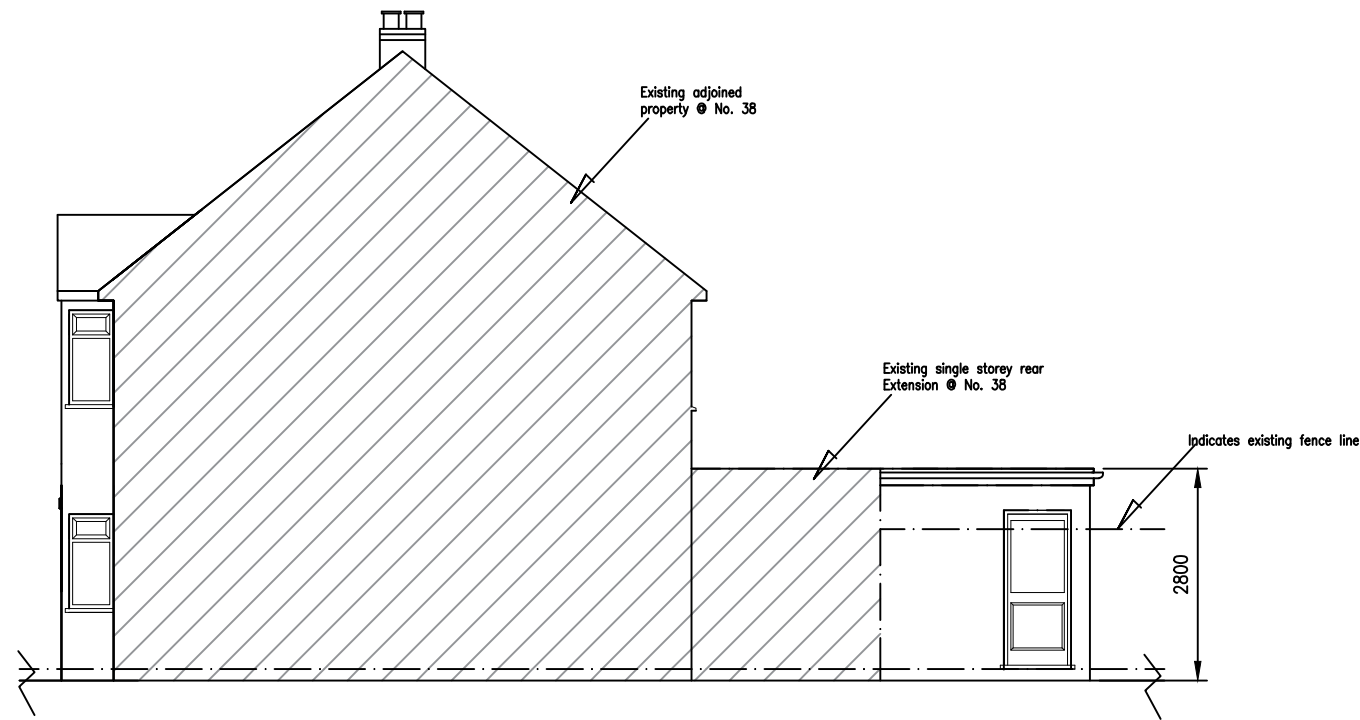 Existing adjoined
property @ No. 38
Existing single storey rear
Extension @ No. 38
Indicates existing fence line
2800